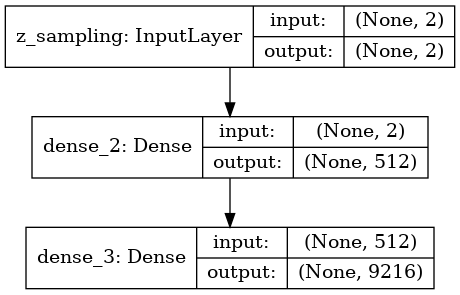 z_sampling: InputLayer
input: (None, 2)
output: (None, 2)
dense_2: Dense
input: (None, 2)
output: (None, 512)
dense_3: Dense
input: (None, 512)
output: (None, 9216)